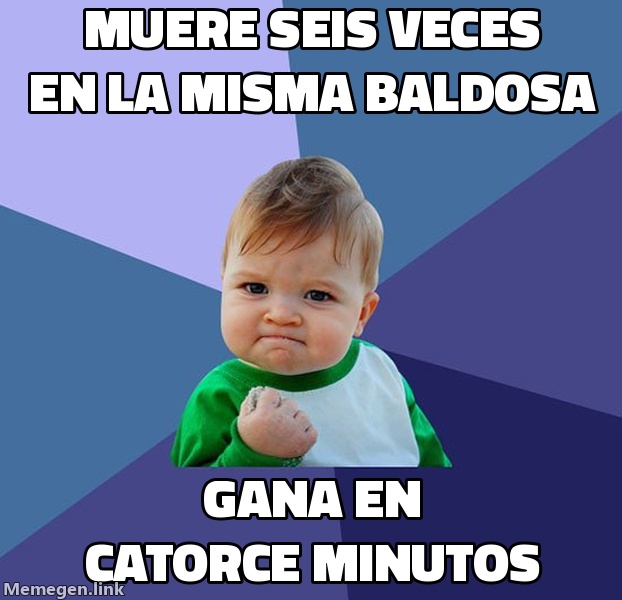 MUERE SEIS VECES
EN LA MISMA BALDOSA
GANA EN
CATORCE MINUTOS
Memegen.link